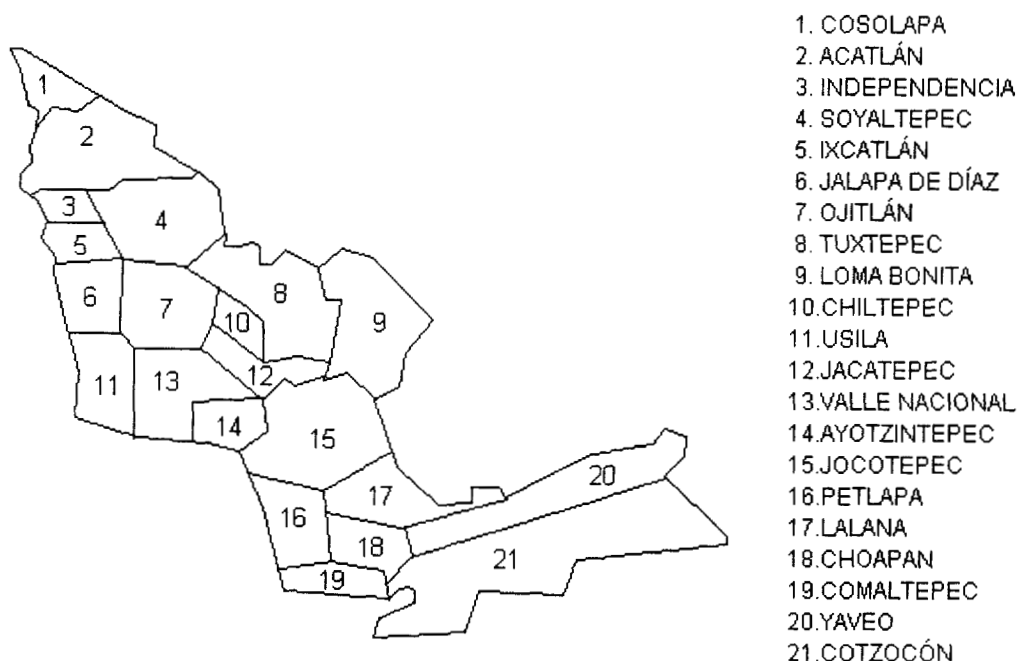 1. COSOLAPA
2. ACATLÁN
3. INDEPENDENCIA
4. SOYALTEPEC
5. IXCATLÁN
6. JALAPA DE DÍAZ
7. OJITLÁN
8. TUXTEPEC
9. LOMA BONITA
10.CHILTEPEC
11.USILA
12.JACATEPEC
13.VALLE NACIONAL
14.AYOTZINTEPEC
15.JOCOTEPEC
16.PETLAPA
17.LALANA
18.CHOAPAN
19.COMALTEPEC
20.YAVEO
21.COTZOCÓN
1
2
3
4
5
6
7
8
9
10
11
12
13
14
15
16
17
18
19
20
21